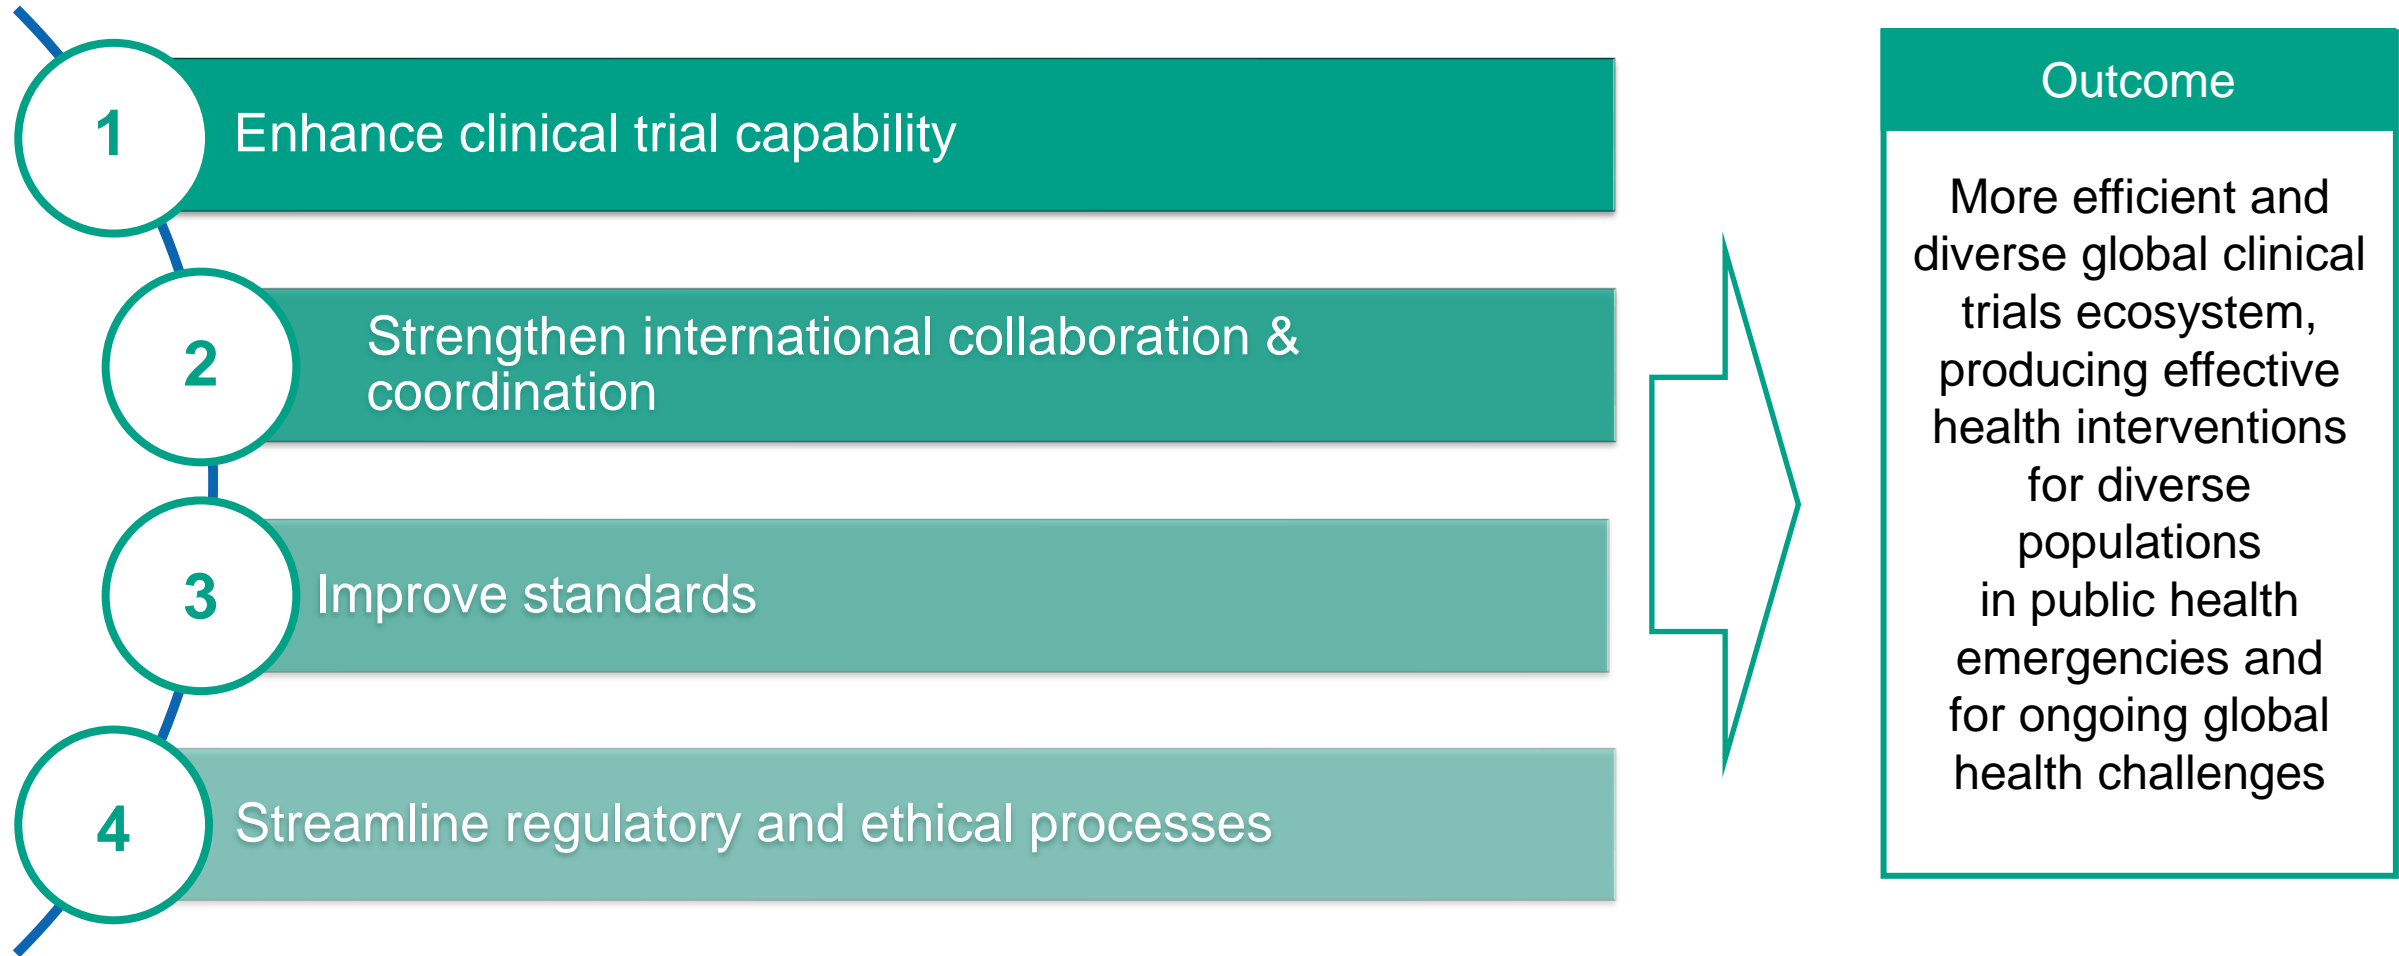 1
Enhance clinical trial capability
2
Strengthen international collaboration &
coordination
3
Improve standards
4
Streamline regulatory and ethical processes
Outcome
More efficient and
diverse global clinical
trials ecosystem,
producing effective
health interventions
for diverse
populations
in public health
emergencies and
for ongoing global
health challenges